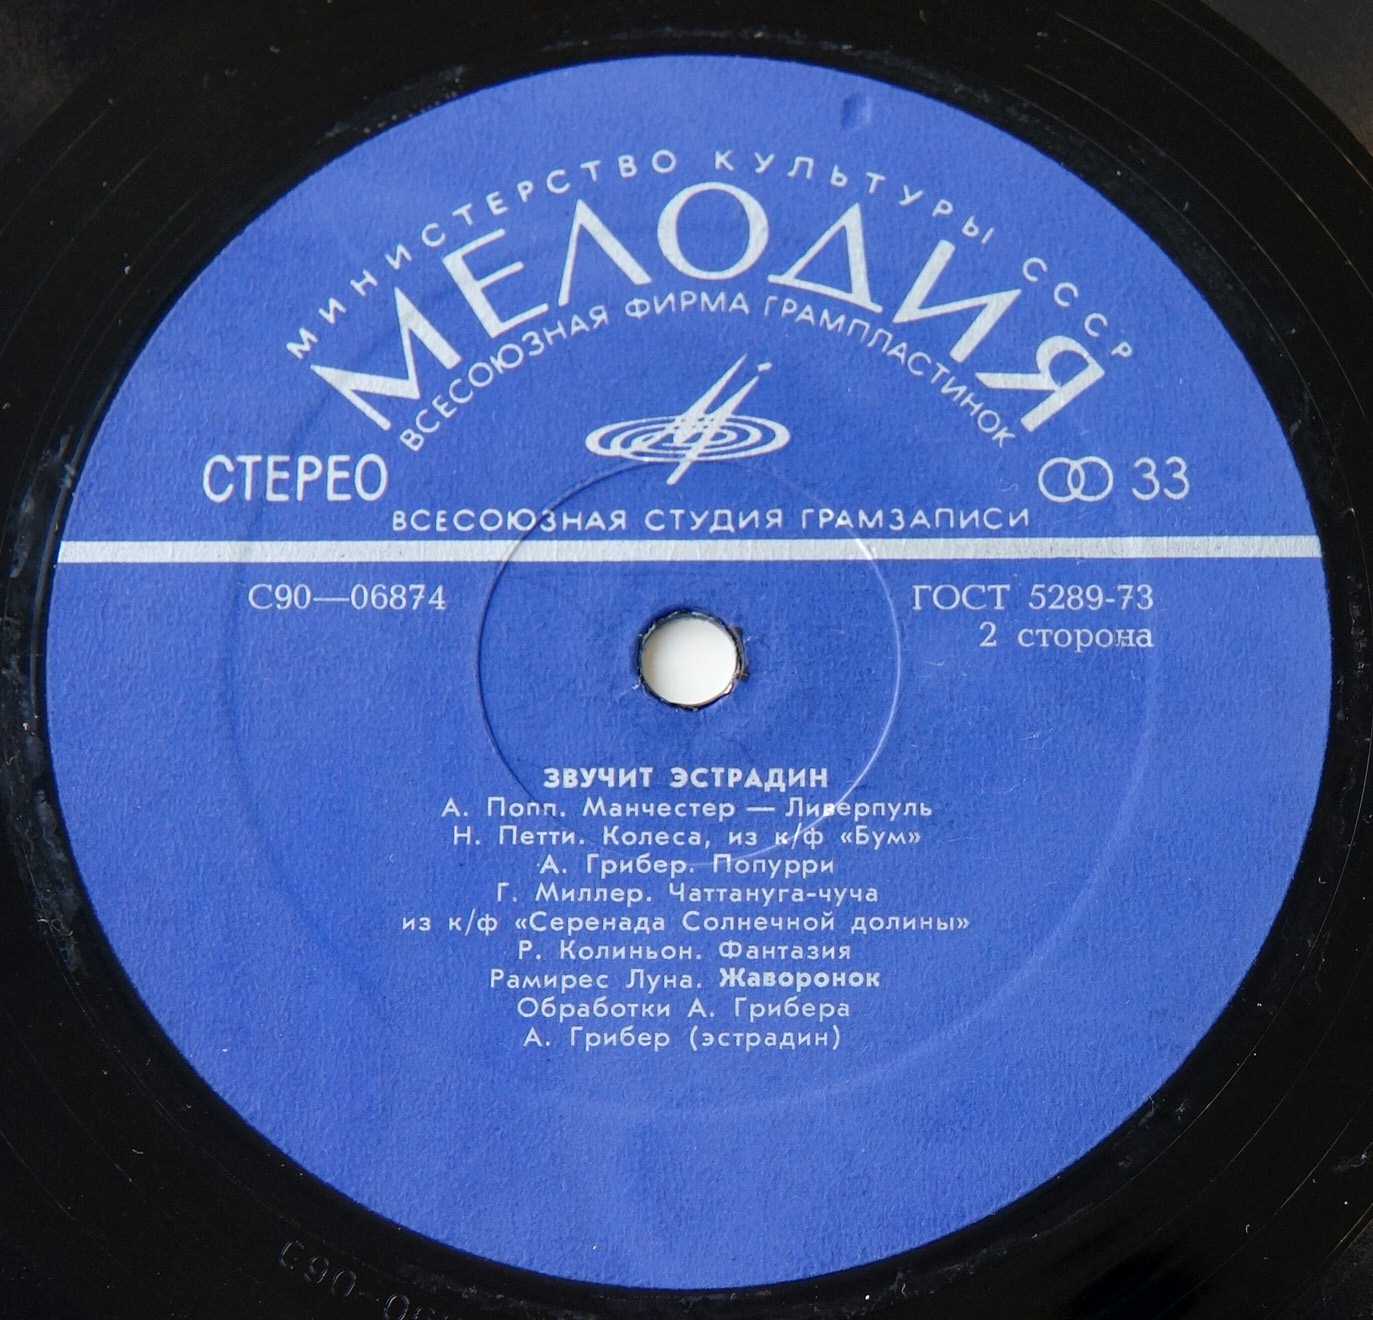 МИНИСТЕРСТВО КУЛЬТУРЫ СССР
МЕЛОДИЯ
ВСЕСОЮЗНАЯ ФИРМА ГРАМПЛАСТИНОК
СТЕРЕО
33
ВСЕСОЮЗНАЯ СТУДИЯ ГРАМЗАПИСИ
С90—06874
ГОСТ 5289-73
2 сторона
ЗВУЧИТ ЭСТРАДИН
А. Попп. Манчестер — Ливерпуль
Н. Петти. Колеса, из к/ф «Бум»
А. Грибер. Попурри
Г. Миллер. Чаттануга-чуча
из к/ф «Серенада Солнечной долины»
Р. Колиньон. Фантазия
Рамирес Луна. Жаворонок
Обработки А. Грибера
А. Грибер (эстрадин)